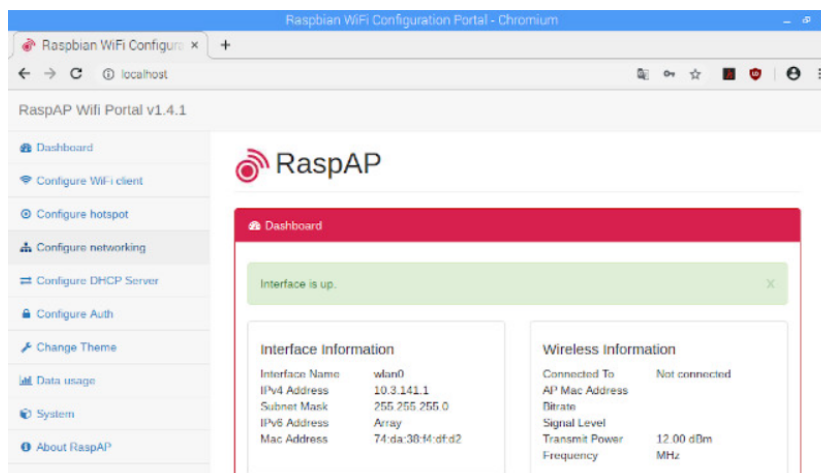 Raspbian WiFi Configuration Portal - Chromium
Raspbian WiFi Configura
localhost
RaspAP Wifi Portal v1.4.1
Dashboard
Configure WiFi client
Configure hotspot
Configure networking
Configure DHCP Server
Configure Auth
Change Theme
Data usage
System
About RaspAP
RaspAP
Dashboard
Interface is up. X
Interface Information
Interface Name wlan0
IPv4 Address 10.3.141.1
Subnet Mask 255.255.255.0
IPv6 Address Array
Mac Address 74:da:38:f4:df:d2
Wireless Information
Connected To Not connected
AP Mac Address
Bitrate
Signal Level
Transmit Power 12.00 dBm
Frequency MHz